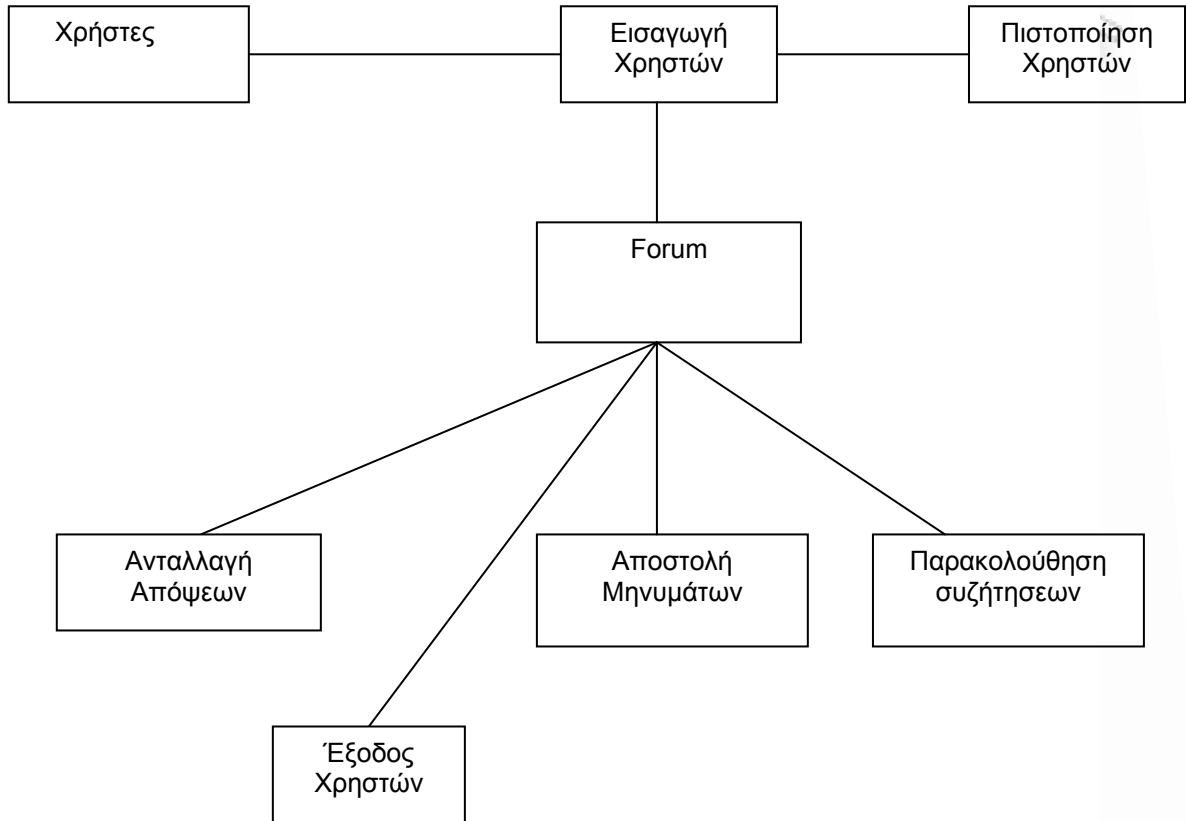 Χρήστες
Εισαγωγή
Χρηστών
Πιστοποίηση
Χρηστών
Forum
Ανταλλαγή
Απόψεων
Αποστολή
Μηνυμάτων
Παρακολούθηση
συζήτησεων
Έξοδος
Χρηστών